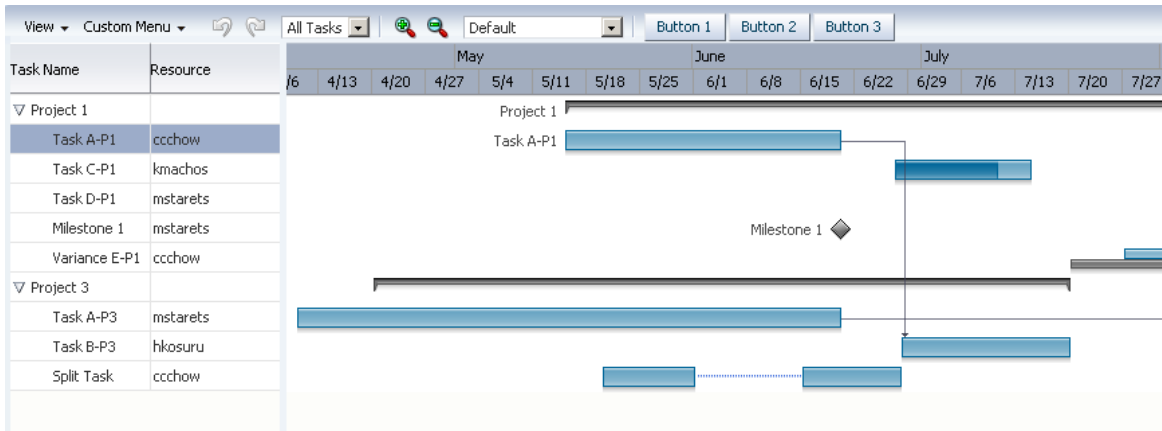 View Custom Menu All Tasks Default Button 1 Button 2 Button 3
Task Name Resource May June July
/6 4/13 4/20 4/27 5/4 5/11 5/18 5/25 6/1 6/8 6/15 6/22 6/29 7/6 7/13 7/20 7/27
Project 1 Project 1
Task A-P1 ccchow Task A-P1
Task C-P1 kmachos
Task D-P1 mstarets
Milestone 1 mstarets Milestone 1
Variance E-P1 ccchow
Project 3
Task A-P3 mstarets
Task B-P3 hkosuru
Split Task ccchow